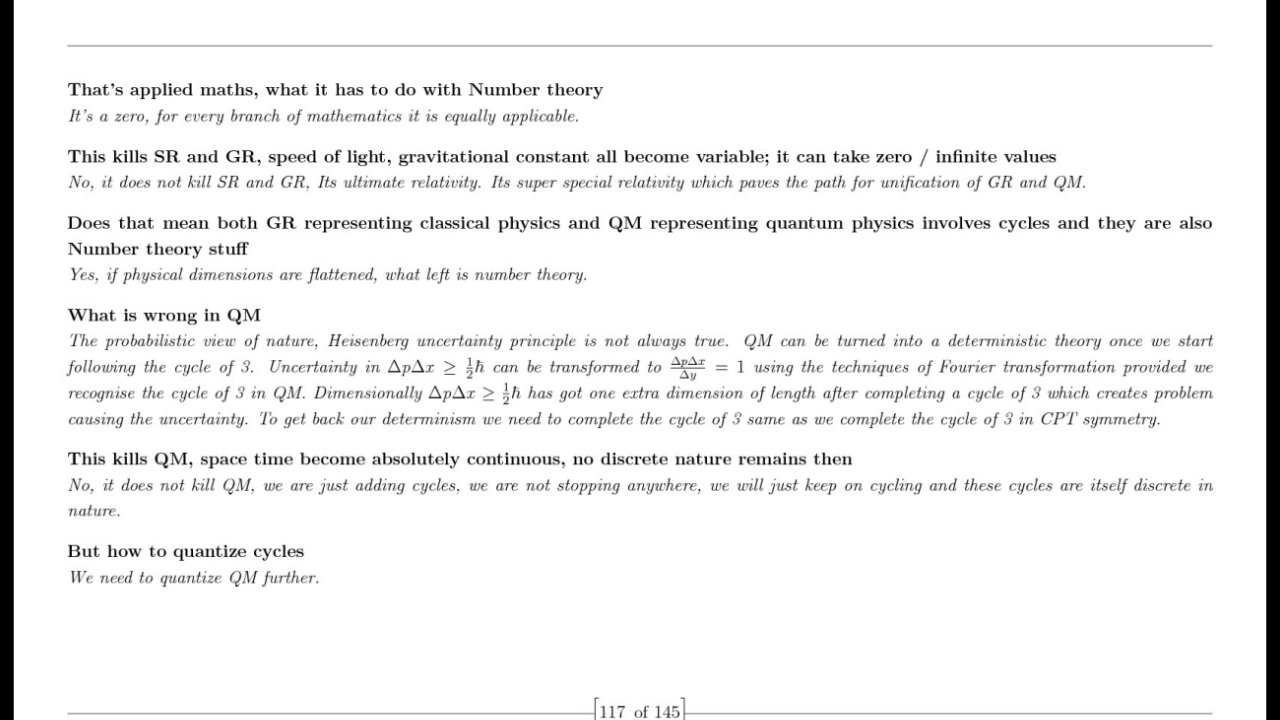 That's applied maths, what it has to do with Number theory
It's a zero, for every branch of mathematics it is equally applicable.
This kills SR and GR, speed of light, gravitational constant all become variable; it can take zero / infinite values
No, it does not kill SR and GR, Its ultimate relativity. Its super special relativity which paves the path for unification of GR and QM.
Does that mean both GR representing classical physics and QM representing quantum physics involves cycles and they are also
Number theory stuff
Yes, if physical dimensions are flattened, what left is number theory.
What is wrong in QM
The probabilistic view of nature, Heisenberg uncertainty principle is not always true. QM can be turned into a deterministic theory once we start
following the cycle of 3. Uncertainty in ΔpΔx ≥ ½ℏ can be transformed to ΔpΔx/Δy = 1 using the techniques of Fourier transformation provided we
recognise the cycle of 3 in QM. Dimensionally ΔpΔx ≥ ½ℏ has got one extra dimension of length after completing a cycle of 3 which creates problem
causing the uncertainty. To get back our determinism we need to complete the cycle of 3 same as we complete the cycle of 3 in CPT symmetry.
This kills QM, space time become absolutely continuous, no discrete nature remains then
No, it does not kill QM, we are just adding cycles, we are not stopping anywhere, we will just keep on cycling and these cycles are itself discrete in
nature.
But how to quantize cycles
We need to quantize QM further.
[117 of 145]